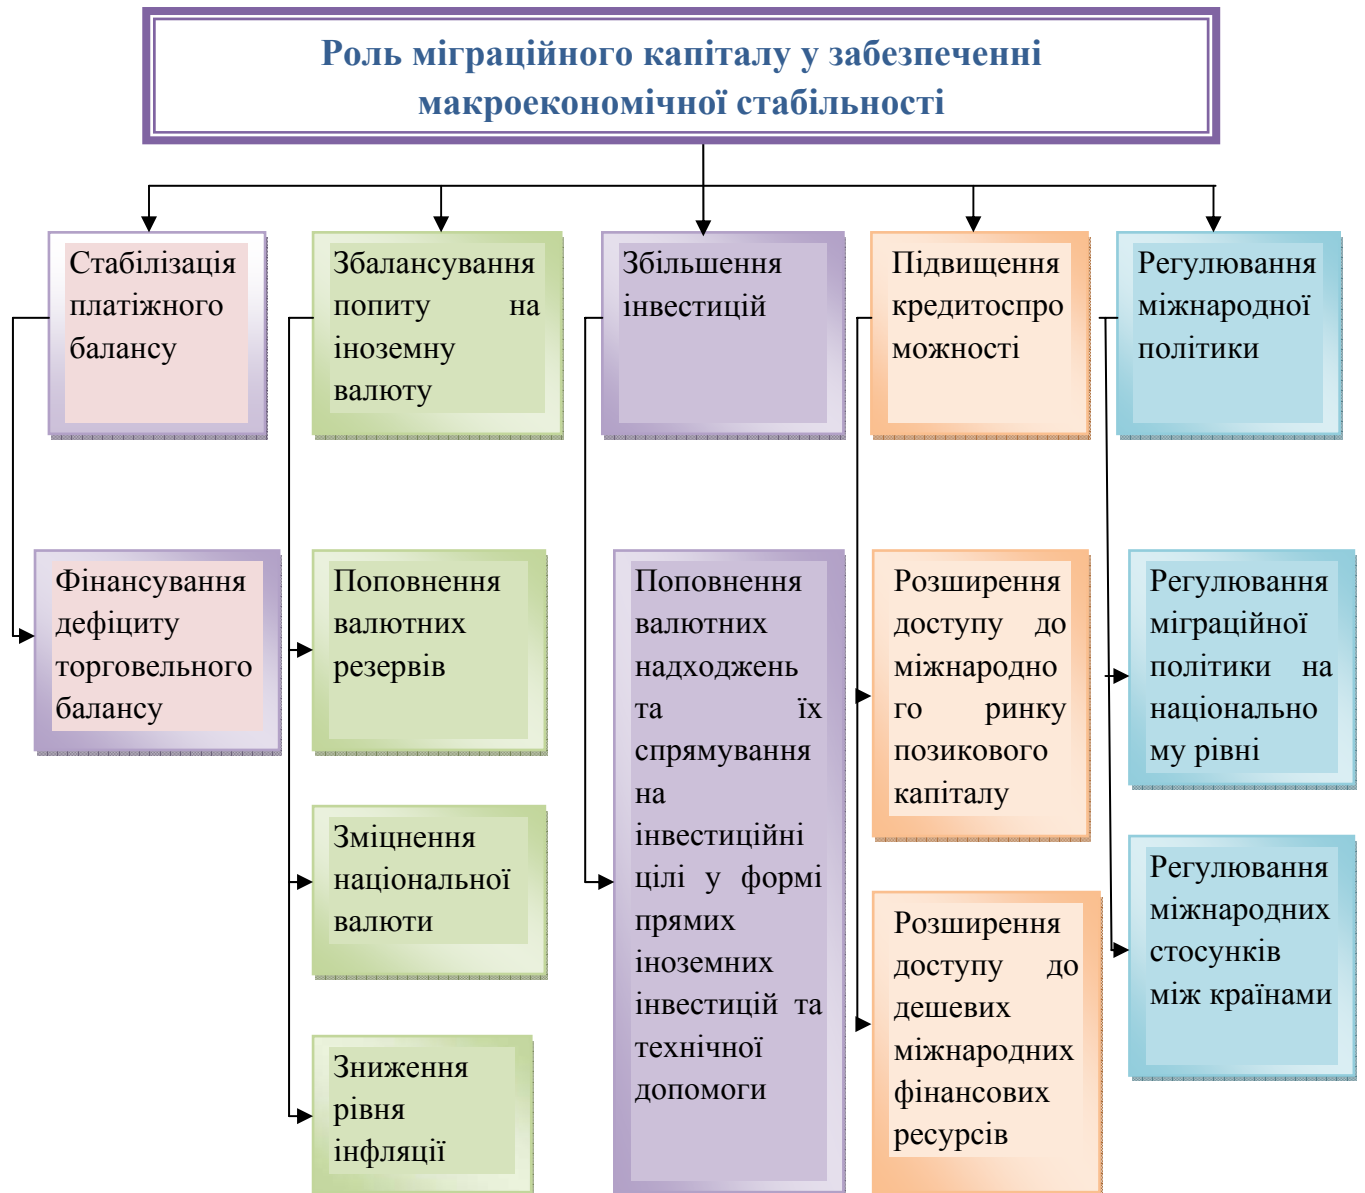 Роль міграційного капіталу у забезпеченні
макроекономічної стабільності
Стабілізація
платіжного
балансу
Збалансування
попиту на
іноземну
валюту
Збільшення
інвестицій
Підвищення
кредитоспро
можності
Регулювання
міжнародної
політики
Фінансування
дефіциту
торговельного
балансу
Поповнення
валютних
резервів
Зміцнення
національної
валюти
Зниження
рівня
інфляції
Поповнення
валютних
надходжень
та їх
спрямування
на
інвестиційні
цілі у формі
прямих
іноземних
інвестицій та
технічної
допомоги
Розширення
доступу до
міжнародно
го ринку
позикового
капіталу
Розширення
доступу до
дешевих
міжнародних
фінансових
ресурсів
Регулювання
міграційної
політики на
національно
му рівні
Регулювання
міжнародних
стосунків
між країнами